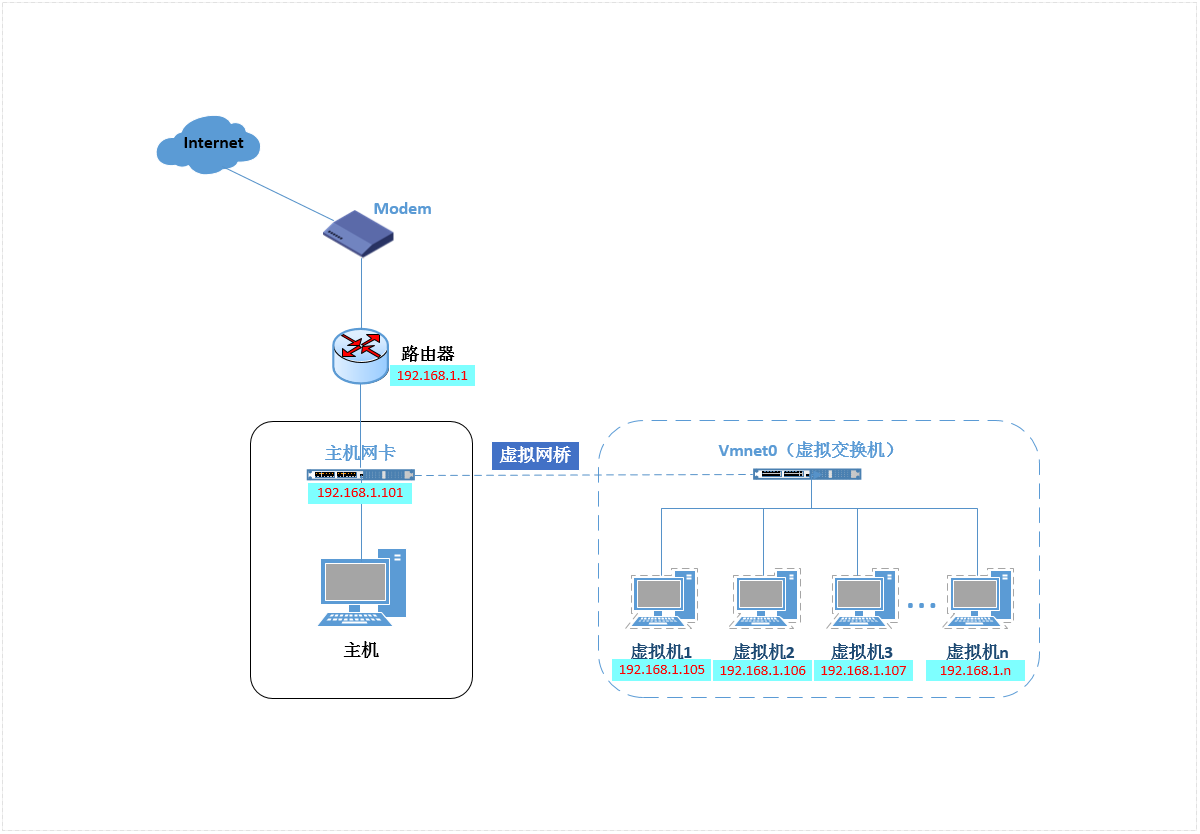 Internet
Modem
路由器
192.168.1.1
主机网卡
192.168.1.101
主机
虚拟网桥
Vmnet0（虚拟交换机）
虚拟机1
192.168.1.105
虚拟机2
192.168.1.106
虚拟机3
192.168.1.107
...
虚拟机n
192.168.1.n